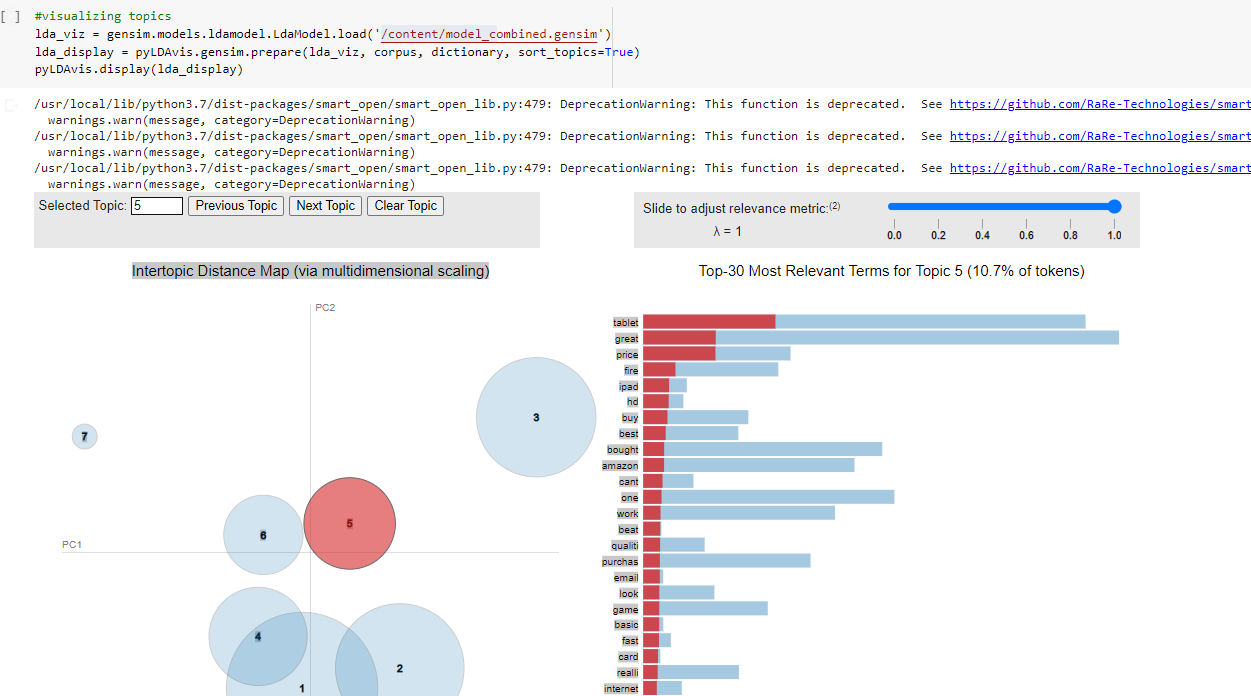 [ ] #visualizing topics
lda_viz = gensim.models.ldamodel.LdaModel.load('/content/model_combined.gensim')
lda_display = pyLDAvis.gensim.prepare(lda_viz, corpus, dictionary, sort_topics=True)
pyLDAvis.display(lda_display)
/usr/local/lib/python3.7/dist-packages/smart_open/smart_open_lib.py:479: DeprecationWarning: This function is deprecated.  See https://github.com/RaRe-Technologies/smart
  warnings.warn(message, category=DeprecationWarning)
/usr/local/lib/python3.7/dist-packages/smart_open/smart_open_lib.py:479: DeprecationWarning: This function is deprecated.  See https://github.com/RaRe-Technologies/smart
  warnings.warn(message, category=DeprecationWarning)
/usr/local/lib/python3.7/dist-packages/smart_open/smart_open_lib.py:479: DeprecationWarning: This function is deprecated.  See https://github.com/RaRe-Technologies/smart
  warnings.warn(message, category=DeprecationWarning)
Selected Topic: 5 Previous Topic Next Topic Clear Topic
Slide to adjust relevance metric:(2)
λ = 1
0.0 0.2 0.4 0.6 0.8 1.0
Intertopic Distance Map (via multidimensional scaling)
PC2
3
7
5
6
PC1
4
2
1
Top-30 Most Relevant Terms for Topic 5 (10.7% of tokens)
tablet
great
price
fire
ipad
hd
buy
best
bought
amazon
cant
one
work
beat
qualiti
purchas
email
look
game
basic
fast
card
realli
internet